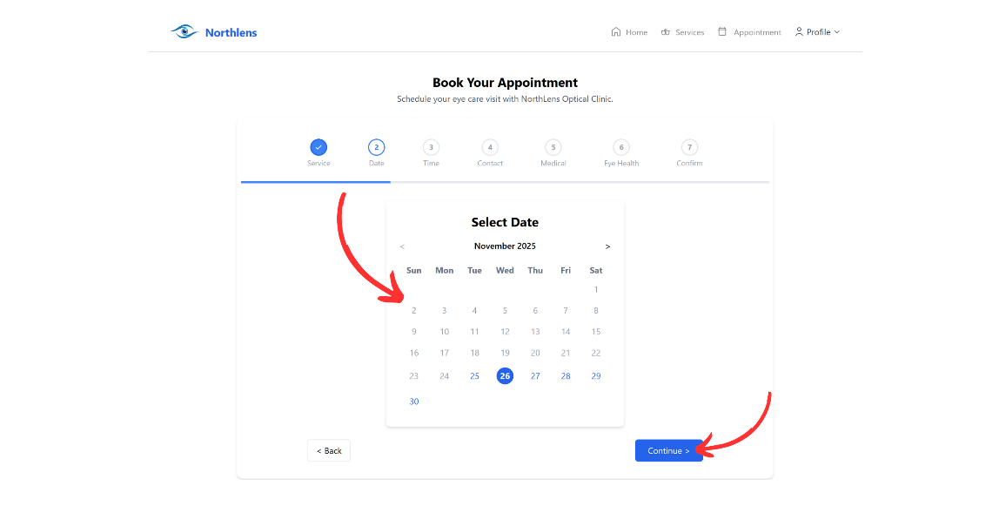 Northlens
Home Services Appointment Profile
Book Your Appointment
Schedule your eye care visit with NorthLens Optical Clinic.
2 3 4 5 6 7
Service Date Time Contact Medical Eye Health Confirm
Select Date
< November 2025 >
Sun Mon Tue Wed Thu Fri Sat
1
2 3 4 5 6 7 8
9 10 11 12 13 14 15
16 17 18 19 20 21 22
23 24 25 26 27 28 29
30
< Back Continue >